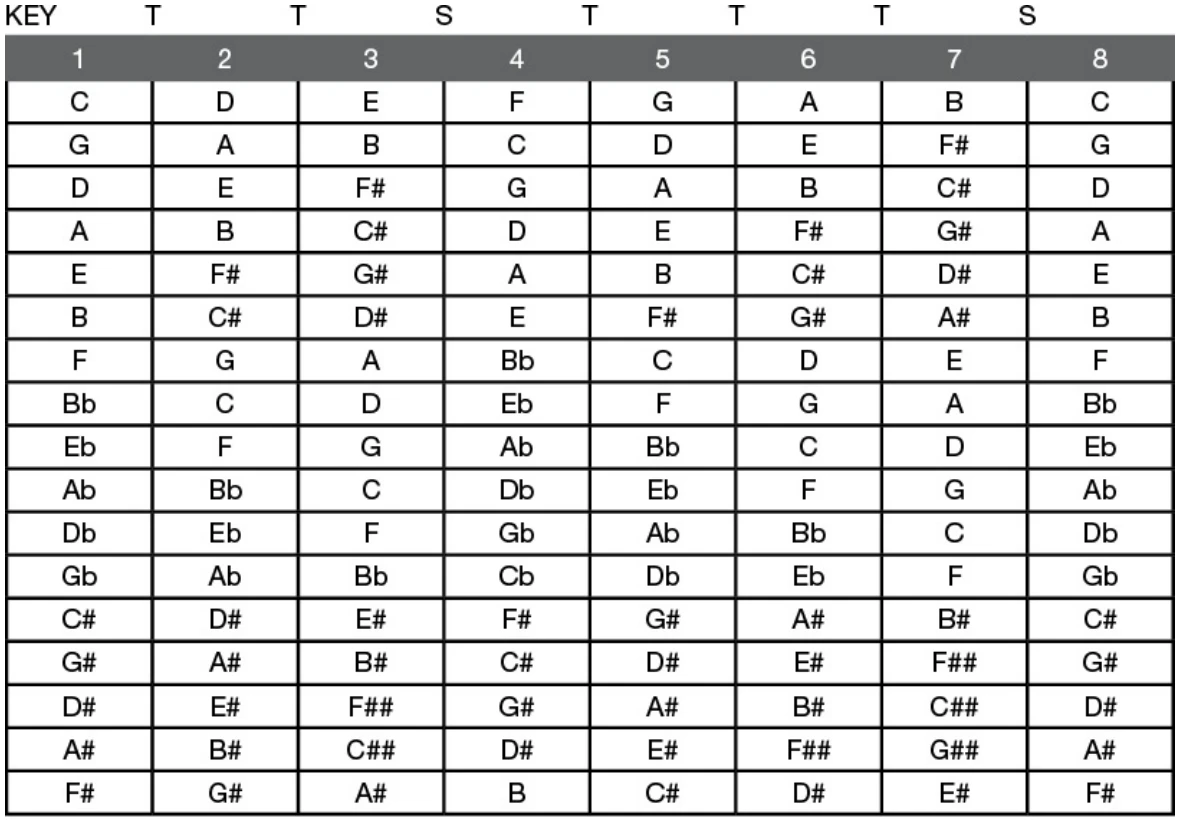 KEY T T S T T T S
1 2 3 4 5 6 7 8
C D E F G A B C
G A B C D E F# G
D E F# G A B C# D
A B C# D E F# G# A
E F# G# A B C# D# E
B C# D# E F# G# A# B
F G A Bb C D E F
Bb C D Eb F G A Bb
Eb F G Ab Bb C D Eb
Ab Bb C Db Eb F G Ab
Db Eb F Gb Ab Bb C Db
Gb Ab Bb Cb Db Eb F Gb
C# D# E# F# G# A# B# C#
G# A# B# C# D# E# F## G#
D# E# F## G# A# B# C## D#
A# B# C## D# E# F## G## A#
F# G# A# B C# D# E# F#